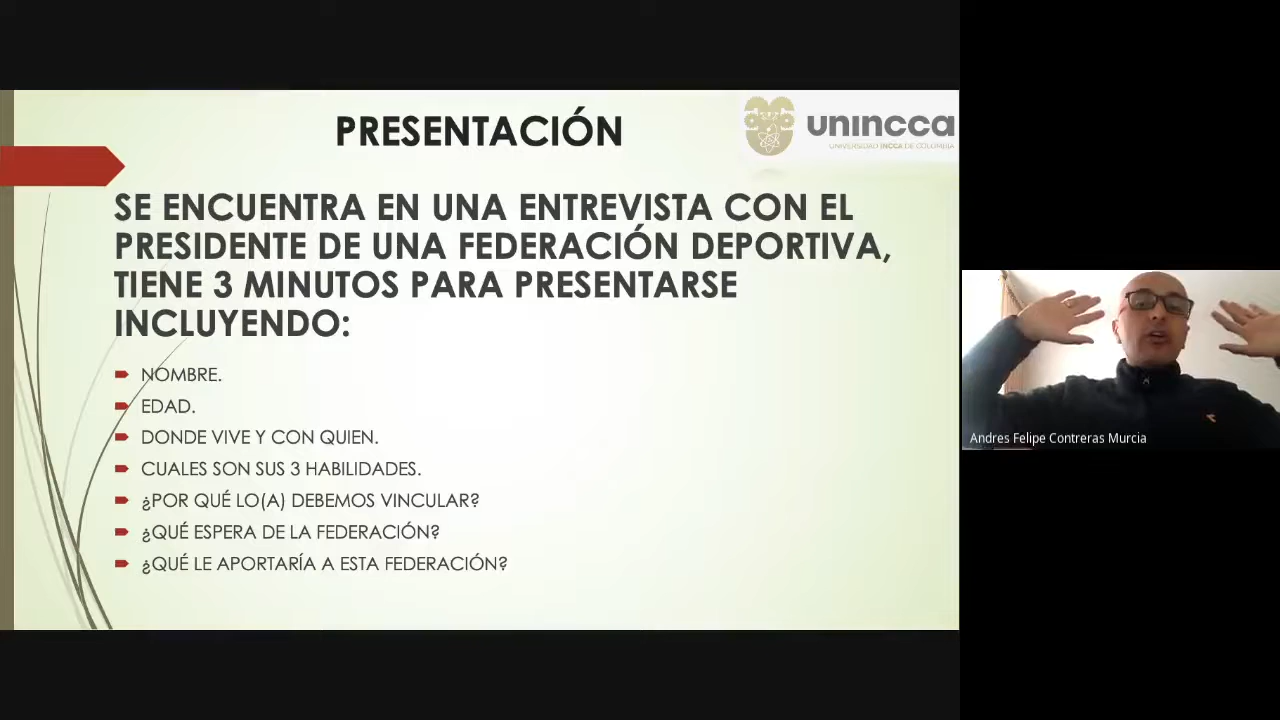 PRESENTACIÓN
unincca
UNIVERSIDAD INCCA DE COLOMBIA
SE ENCUENTRA EN UNA ENTREVISTA CON EL
PRESIDENTE DE UNA FEDERACIÓN DEPORTIVA,
TIENE 3 MINUTOS PARA PRESENTARSE
INCLUYENDO:
NOMBRE.
EDAD.
DONDE VIVE Y CON QUIEN.
CUALES SON SUS 3 HABILIDADES.
¿POR QUÉ LO(A) DEBEMOS VINCULAR?
¿QUÉ ESPERA DE LA FEDERACIÓN?
¿QUÉ LE APORTARÍA A ESTA FEDERACIÓN?
Andres Felipe Contreras Murcia